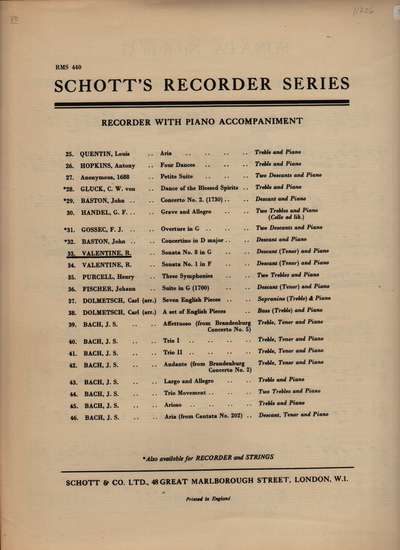 RMS 440
SCHOTT'S RECORDER SERIES
RECORDER WITH PIANO ACCOMPANIMENT
25. QUENTIN, Louis .. Aria .. .. .. .. Treble and Piano
26. HOPKINS, Antony .. Four Dances .. .. .. Treble and Piano
27. Anonymous, 1688 .. Petite Suite .. .. .. Two Descants and Piano
*28. GLUCK, C. W. von .. Dance of the Blessed Spirits .. Treble and Piano
*29. BASTON, John .. .. Concerto No. 2. (1730) .. .. Descant and Piano
30. HANDEL, G. F. .. .. Grave and Allegro .. .. Two Trebles and Piano
(Cello ad lib.)
*31. GOSSEC, F. J. .. .. Overture in G .. .. .. Two Descants and Piano
*32. BASTON, John .. .. Concertino in D major .. .. Descant and Piano
33. VALENTINE, R. .. Sonata No. 8 in G .. .. Descant (Tenor) and Piano
34. VALENTINE, R. .. Sonata No. 1 in F .. .. Descant (Tenor) and Piano
35. PURCELL, Henry .. Three Symphonies .. .. Two Trebles and Piano
36. FISCHER, Johann .. Suite in G (1700) .. .. Descant (Tenor) and Piano
37. DOLMETSCH, Carl (arr.) Seven English Pieces .. .. Sopranino (Treble) & Piano
38. DOLMETSCH, Carl (arr.) A set of English Pieces .. Bass (Treble) and Piano
39. BACH, J. S. .. .. Affettuoso (from Brandenburg Treble, Tenor and Piano
Concerto No. 5)
40. BACH, J. S. .. .. Trio I .. .. .. .. Treble, Tenor and Piano
41. BACH, J. S. .. .. Trio II .. .. .. .. Treble, Tenor and Piano
42. BACH, J. S. .. .. Andante (from Brandenburg Treble, Tenor and Piano
Concerto No. 2)
43. BACH, J. S. .. .. Largo and Allegro .. .. Treble and Piano
44. BACH, J. S. .. .. Trio Movement .. .. .. Two Trebles and Piano
45. BACH, J. S. .. .. Arioso .. .. .. .. Treble and Piano
46. BACH, J. S. .. .. Aria (from Cantata No. 202) .. Descant, Tenor and Piano
*Also available for RECORDER and STRINGS
SCHOTT & CO. LTD., 48 GREAT MARLBOROUGH STREET, LONDON, W.1.
Printed in England